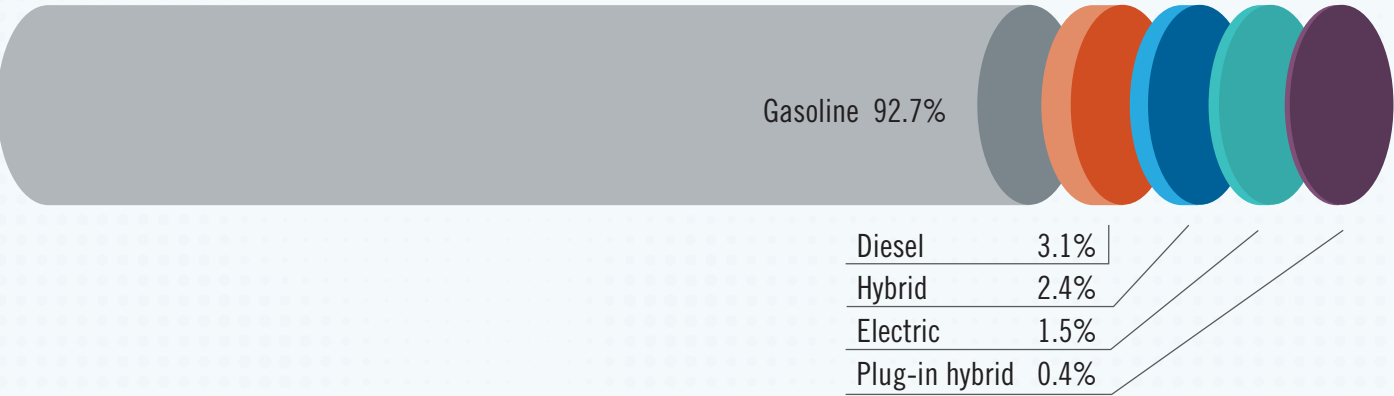 Gasoline 92.7%
Diesel 3.1%
Hybrid 2.4%
Electric 1.5%
Plug-in hybrid 0.4%